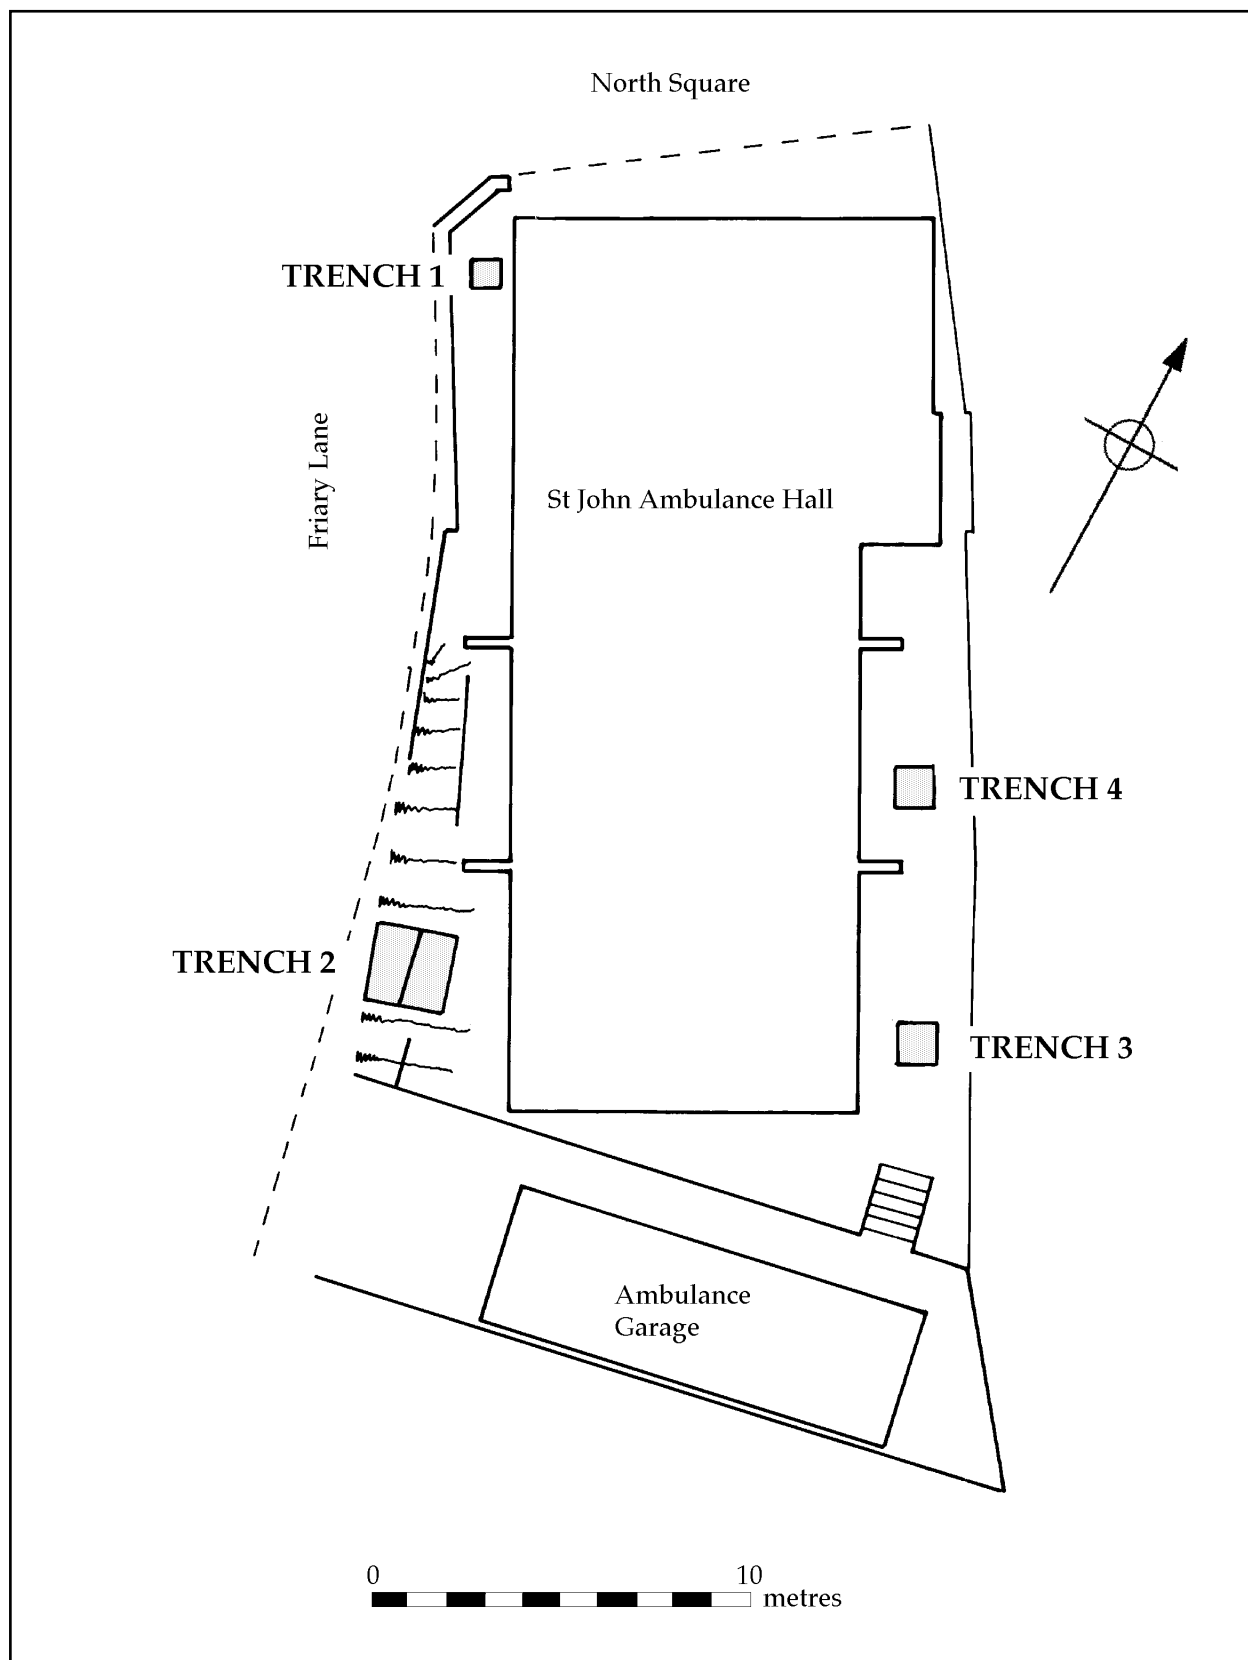 North Square
TRENCH 1
Friary Lane
St John Ambulance Hall
TRENCH 4
TRENCH 2
TRENCH 3
Ambulance
Garage
0 10
metres